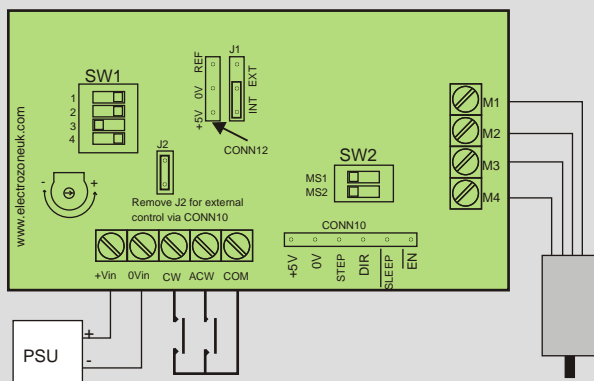 SW1
1
2
3
4
REF
0V
+5V
J1
EXT
INT
CONN12
J2
Remove J2 for external
control via CONN10
www.electrozoneuk.com
- +
SW2
MS1
MS2
M1
M2
M3
M4
CONN10
+5V
0V
STEP
DIR
SLEEP
EN
+Vin 0Vin CW ACW COM
+
-
PSU